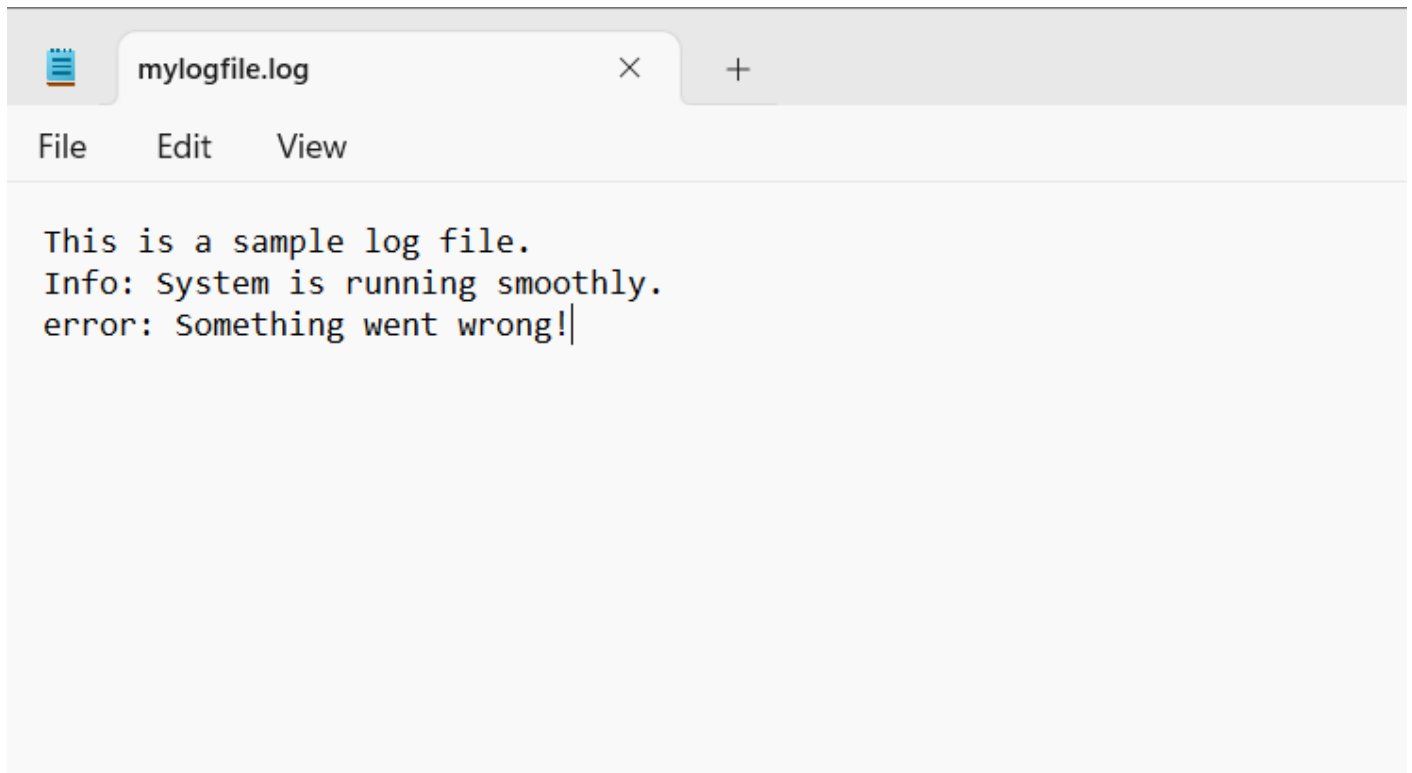 mylogfile.log
File Edit View
This is a sample log file.
Info: System is running smoothly.
error: Something went wrong!